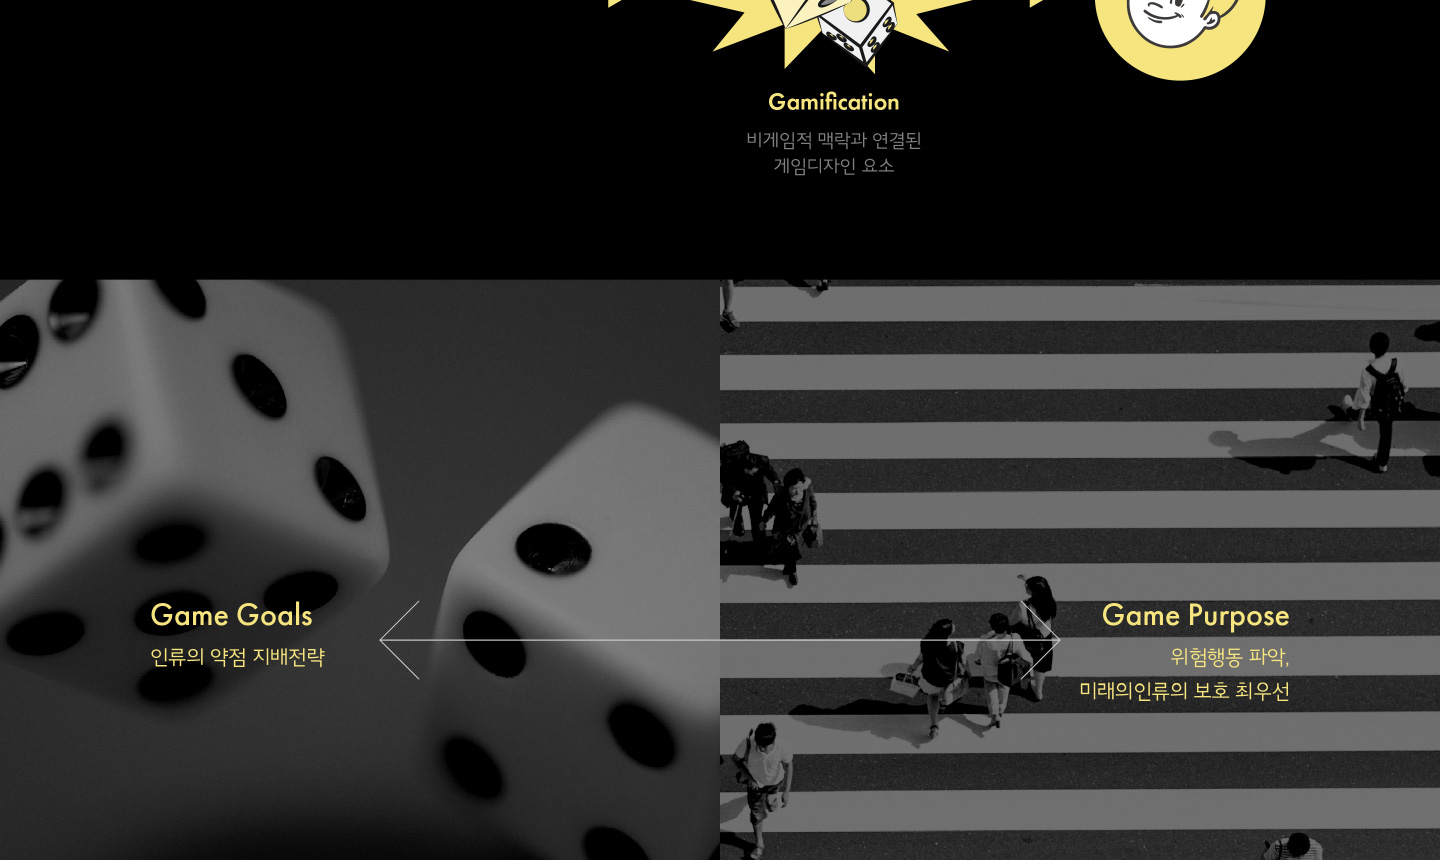 Gamification
비게임적 맥락과 연결된
게임디자인 요소
Game Goals
인류의 약점 지배전략
Game Purpose
위험행동 파악,
미래의인류의 보호 최우선